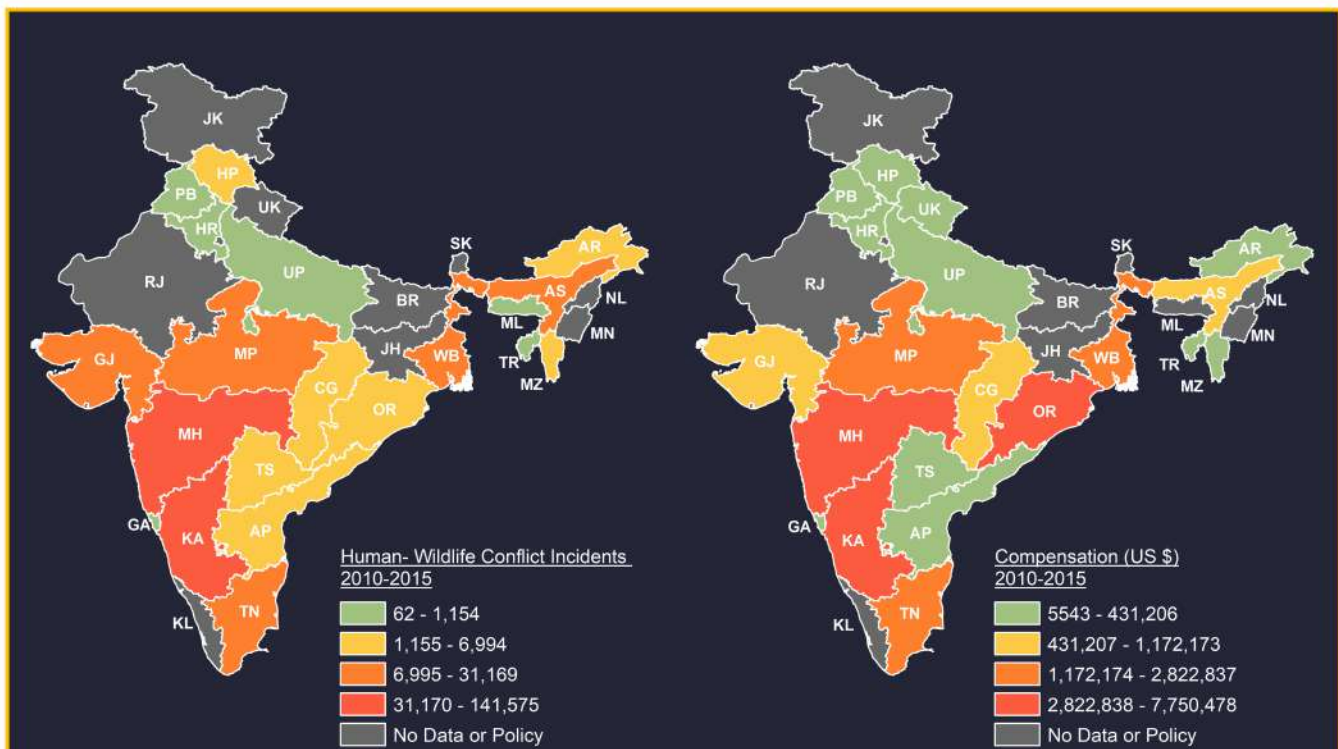 JK
HP
PB
UK
HR
SK
AR
RJ
UP
BR
AS
NL
ML
MN
GJ
MP
JH
WB
TR
MZ
CG
OR
MH
TS
GA
KA
AP
KL
TN
Human- Wildlife Conflict Incidents
2010-2015
62 - 1,154
1,155 - 6,994
6,995 - 31,169
31,170 - 141,575
No Data or Policy
JK
HP
PB
UK
HR
SK
AR
RJ
UP
BR
AS
NL
ML
MN
GJ
MP
JH
WB
TR
MZ
CG
OR
MH
TS
GA
KA
AP
KL
TN
Compensation (US $)
2010-2015
5543 - 431,206
431,207 - 1,172,173
1,172,174 - 2,822,837
2,822,838 - 7,750,478
No Data or Policy